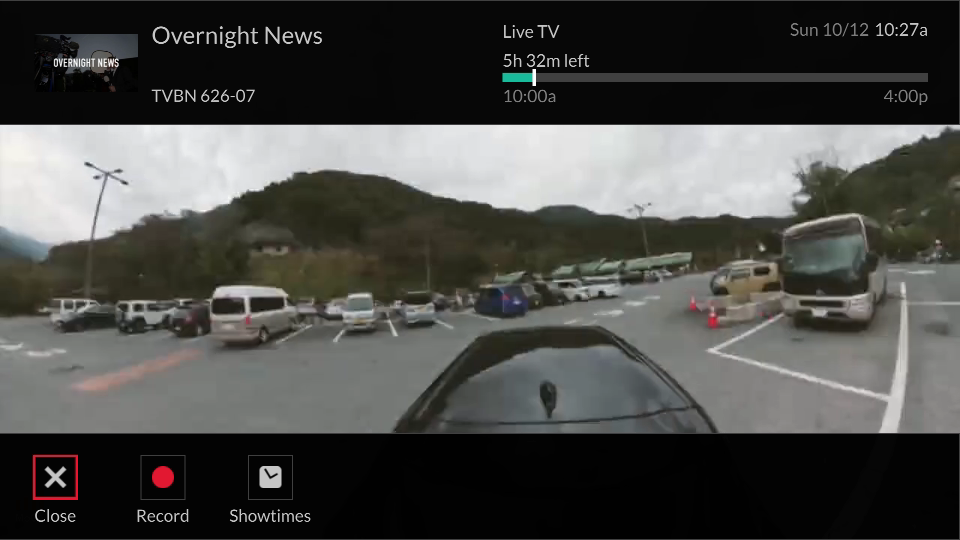 OVERNIGHT NEWS
Overnight News
TVBN 626-07
Live TV
5h 32m left
10:00a
4:00p
Sun 10/12 10:27a
Close
Record
Showtimes